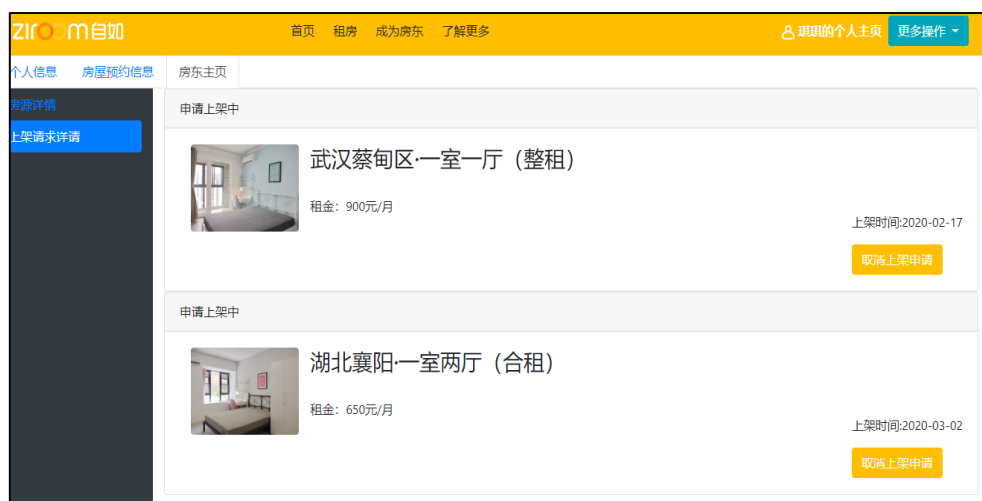 ziroom自如 首页 租房 成为房东 了解更多 琪琪的个人主页 更多操作
个人信息 房屋预约信息 房东主页
房源详情
上架请求详请
申请上架中
武汉蔡甸区·一室一厅（整租）
租金：900元/月
上架时间:2020-02-17
取消上架申请
申请上架中
湖北襄阳·一室两厅（合租）
租金：650元/月
上架时间:2020-03-02
取消上架申请